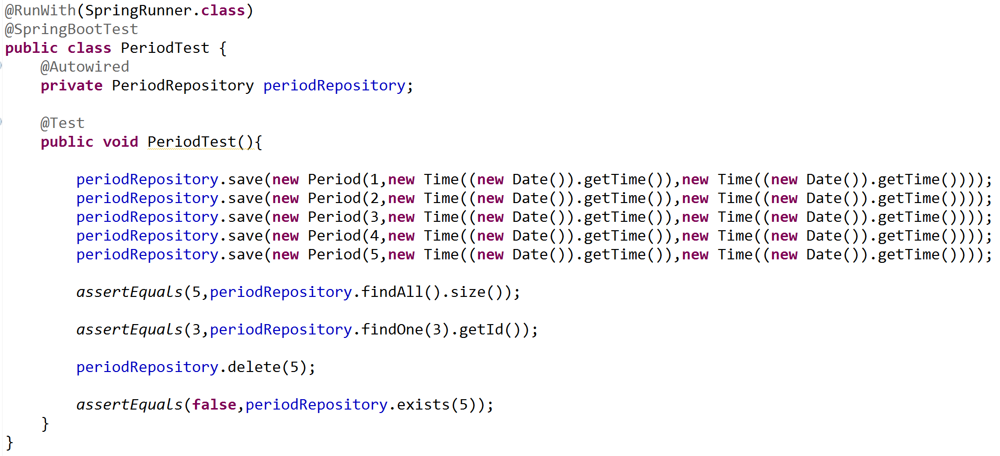 @RunWith(SpringRunner.class)
@SpringBootTest
public class PeriodTest {
    @Autowired
    private PeriodRepository periodRepository;

    @Test
    public void PeriodTest(){

        periodRepository.save(new Period(1,new Time((new Date()).getTime()),new Time((new Date()).getTime())));
        periodRepository.save(new Period(2,new Time((new Date()).getTime()),new Time((new Date()).getTime())));
        periodRepository.save(new Period(3,new Time((new Date()).getTime()),new Time((new Date()).getTime())));
        periodRepository.save(new Period(4,new Time((new Date()).getTime()),new Time((new Date()).getTime())));
        periodRepository.save(new Period(5,new Time((new Date()).getTime()),new Time((new Date()).getTime())));

        assertEquals(5,periodRepository.findAll().size());

        assertEquals(3,periodRepository.findOne(3).getId());

        periodRepository.delete(5);

        assertEquals(false,periodRepository.exists(5));
    }
}